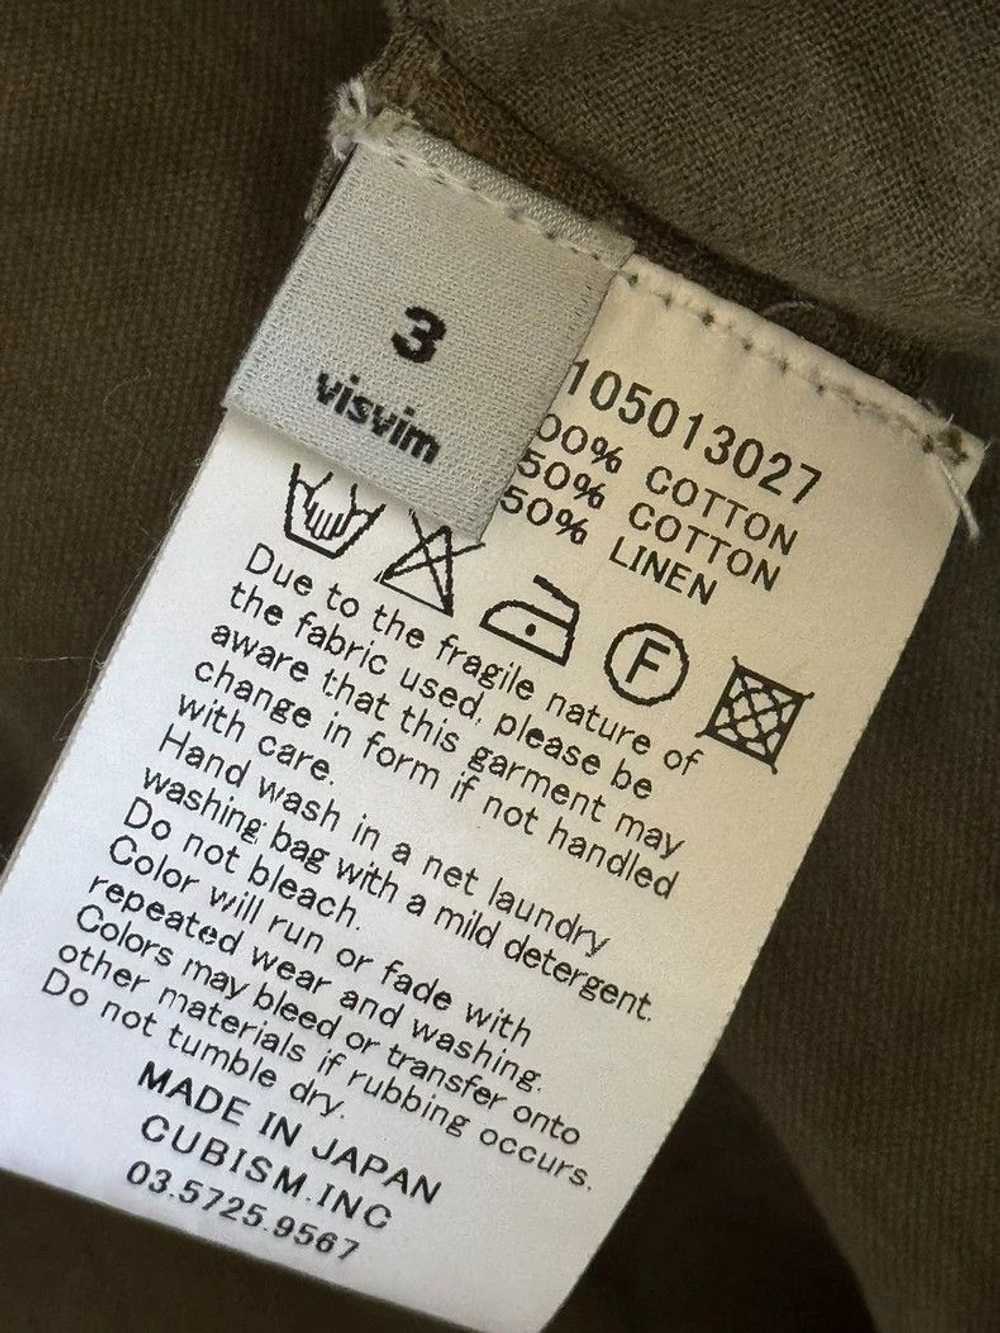 3
visvim
105013027
00% COTTON
50% COTTON
50% LINEN
F
Due to the fragile nature of
the fabric used, please be
aware that this garment may
change in form if not handled
with care.
Hand wash in a net laundry
washing bag with a mild detergent.
Do not bleach.
Color will run or fade with
repeated wear and washing.
Colors may bleed or transfer onto
other materials if rubbing occurs.
Do not tumble dry.
MADE IN JAPAN
CUBISM.INC
03.5725.9567